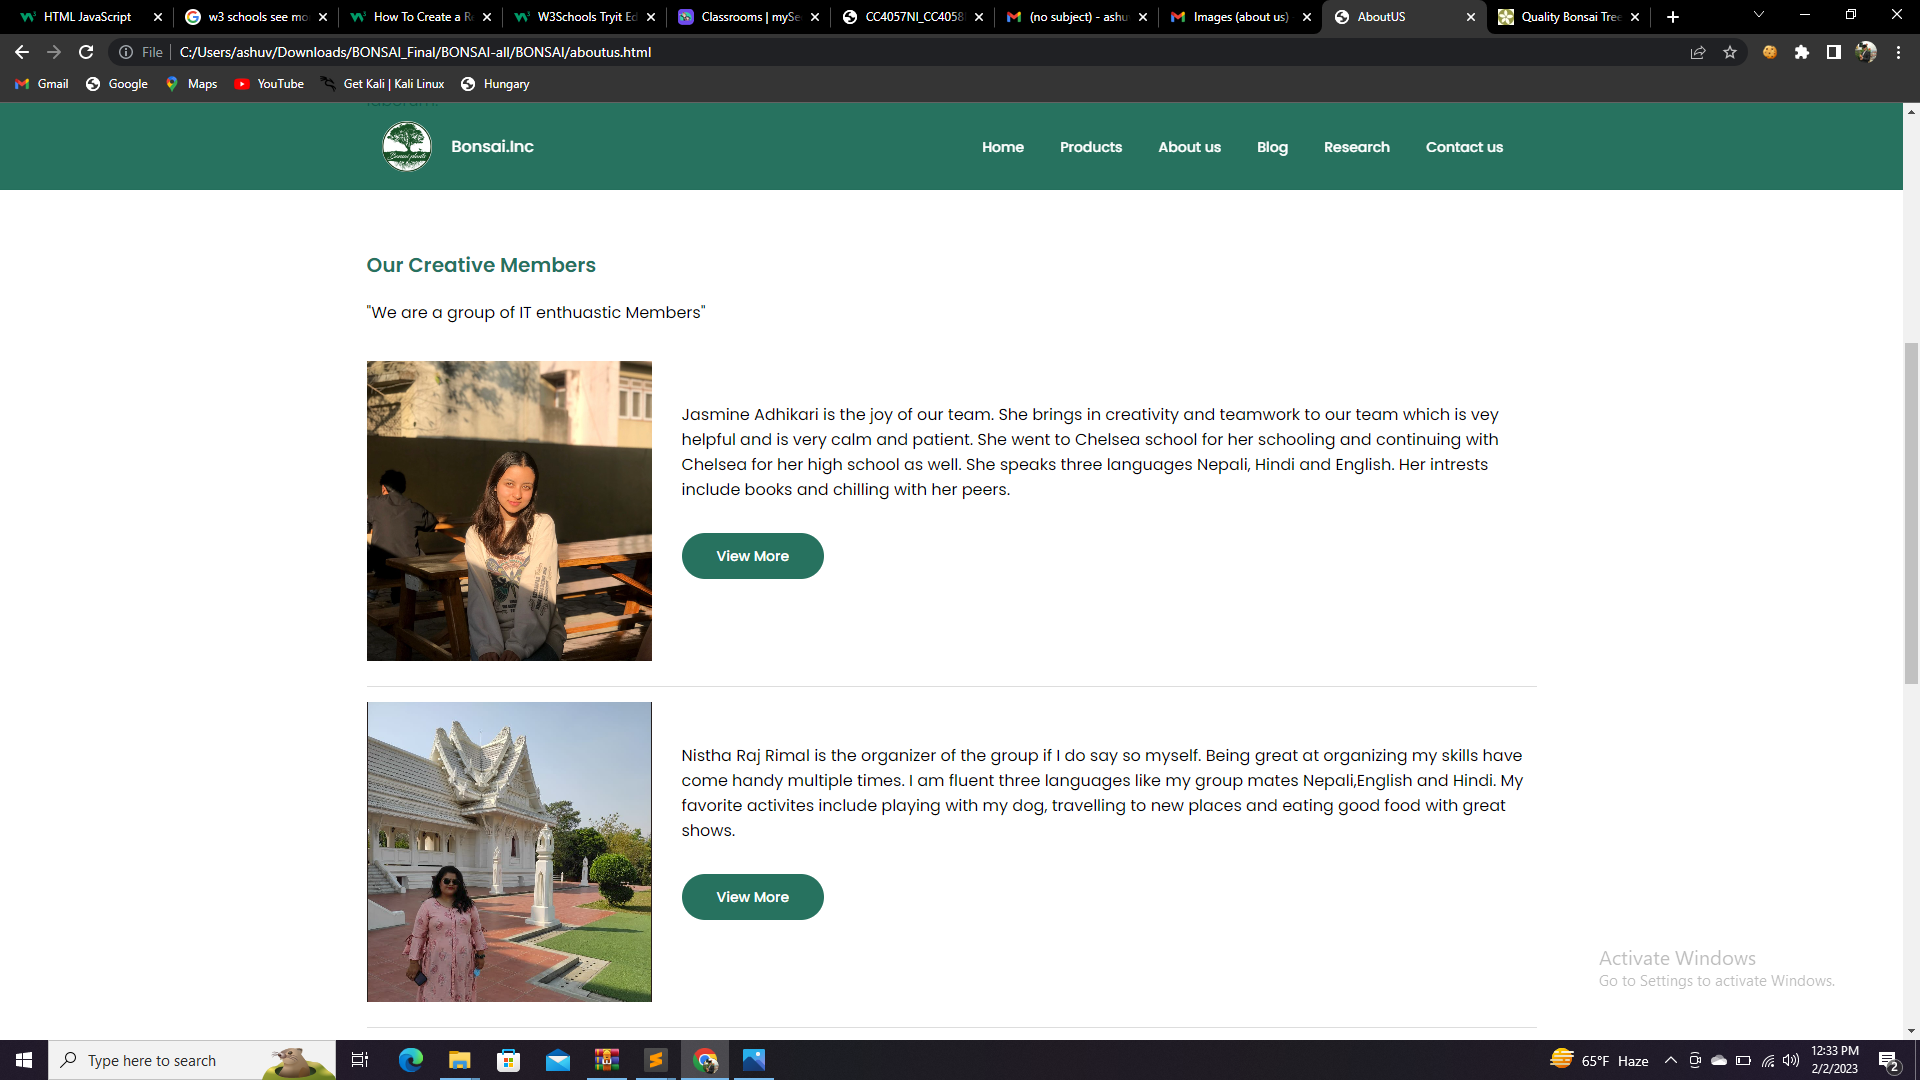 HTML JavaScript
w3 schools see mo
How To Create a R
W3Schools Tryit Ed
Classrooms | mySe
CC4057NI_CC4058
(no subject) - ashu
Images (about us)
AboutUS
Quality Bonsai Tree
File
C:/Users/ashuv/Downloads/BONSAI_Final/BONSAI-all/BONSAI/aboutus.html
Gmail
Google
Maps
YouTube
Get Kali | Kali Linux
Hungary
Bonsai.Inc
Home
Products
About us
Blog
Research
Contact us
Our Creative Members
"We are a group of IT enthuastic Members"
Jasmine Adhikari is the joy of our team. She brings in creativity and teamwork to our team which is vey
helpful and is very calm and patient. She went to Chelsea school for her schooling and continuing with
Chelsea for her high school as well. She speaks three languages Nepali, Hindi and English. Her intrests
include books and chilling with her peers.
View More
Nistha Raj Rimal is the organizer of the group if I do say so myself. Being great at organizing my skills have
come handy multiple times. I am fluent three languages like my group mates Nepali,English and Hindi. My
favorite activites include playing with my dog, travelling to new places and eating good food with great
shows.
View More
Activate Windows
Go to Settings to activate Windows.
Type here to search
65°F Haze
12:33 PM
2/2/2023
2